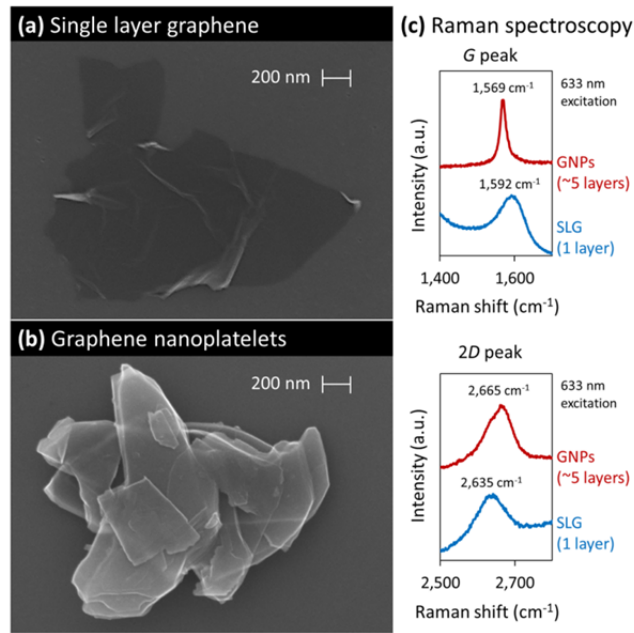 (a) Single layer graphene
200 nm
(b) Graphene nanoplatelets
200 nm
(c) Raman spectroscopy
G peak
1,569 cm⁻¹
633 nm
excitation
GNPs
(~5 layers)
1,592 cm⁻¹
SLG
(1 layer)
Intensity (a.u.)
1,400
1,600
Raman shift (cm⁻¹)
2D peak
2,665 cm⁻¹
633 nm
excitation
GNPs
(~5 layers)
2,635 cm⁻¹
SLG
(1 layer)
Intensity (a.u.)
2,500
2,700
Raman shift (cm⁻¹)